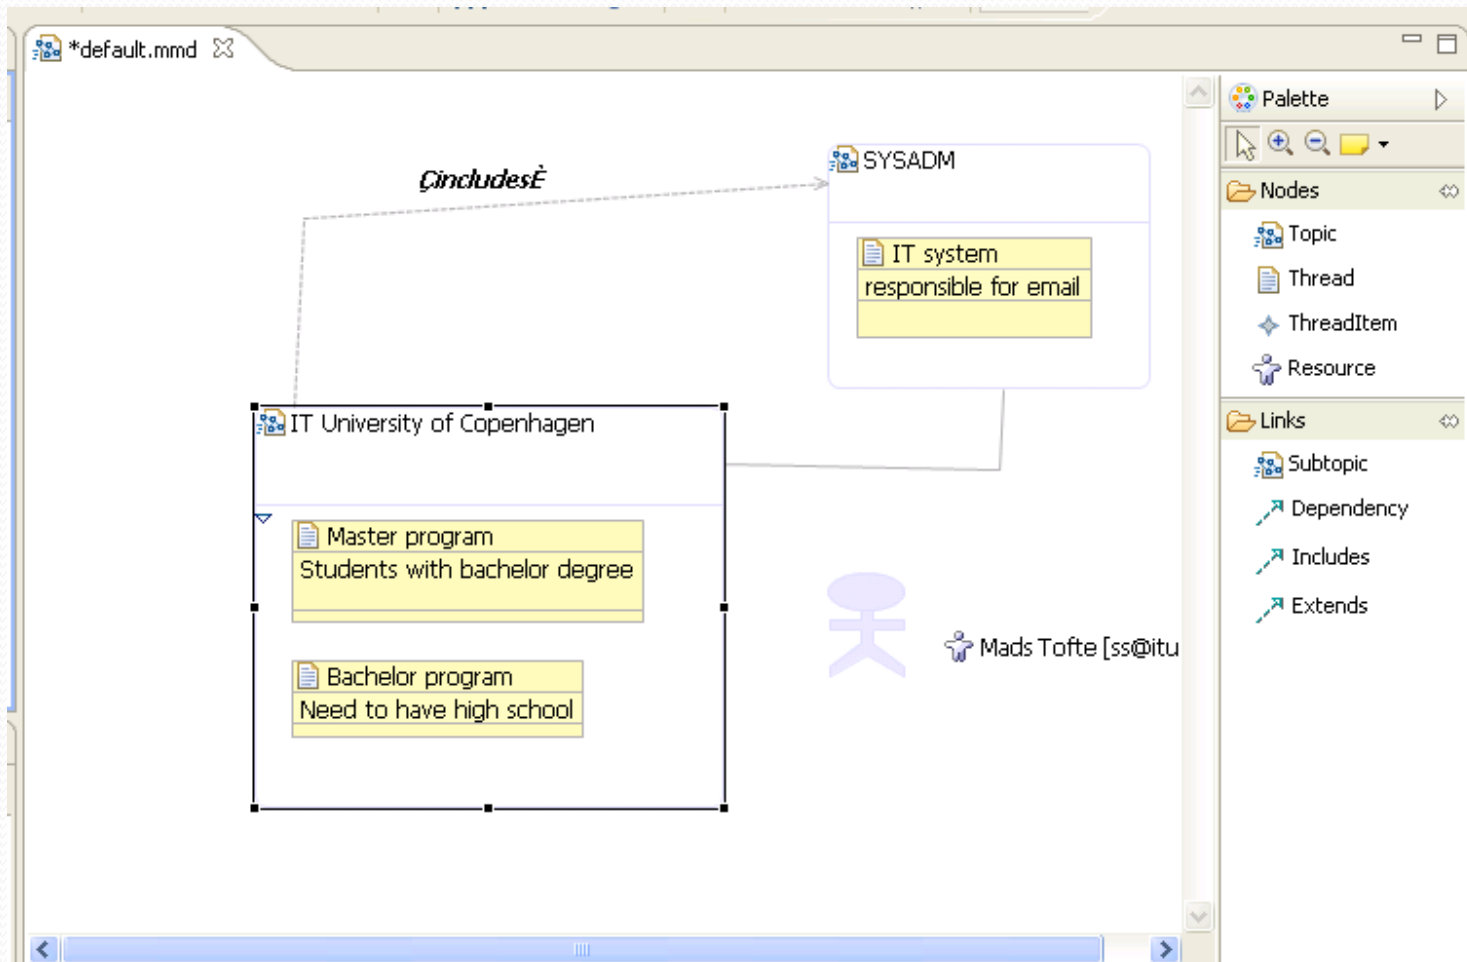 *default.mmd
ÇincludesÈ
SYSADM
IT system
responsible for email
IT University of Copenhagen
Master program
Students with bachelor degree
Bachelor program
Need to have high school
Mads Tofte [ss@itu
Palette
Nodes
Topic
Thread
ThreadItem
Resource
Links
Subtopic
Dependency
Includes
Extends